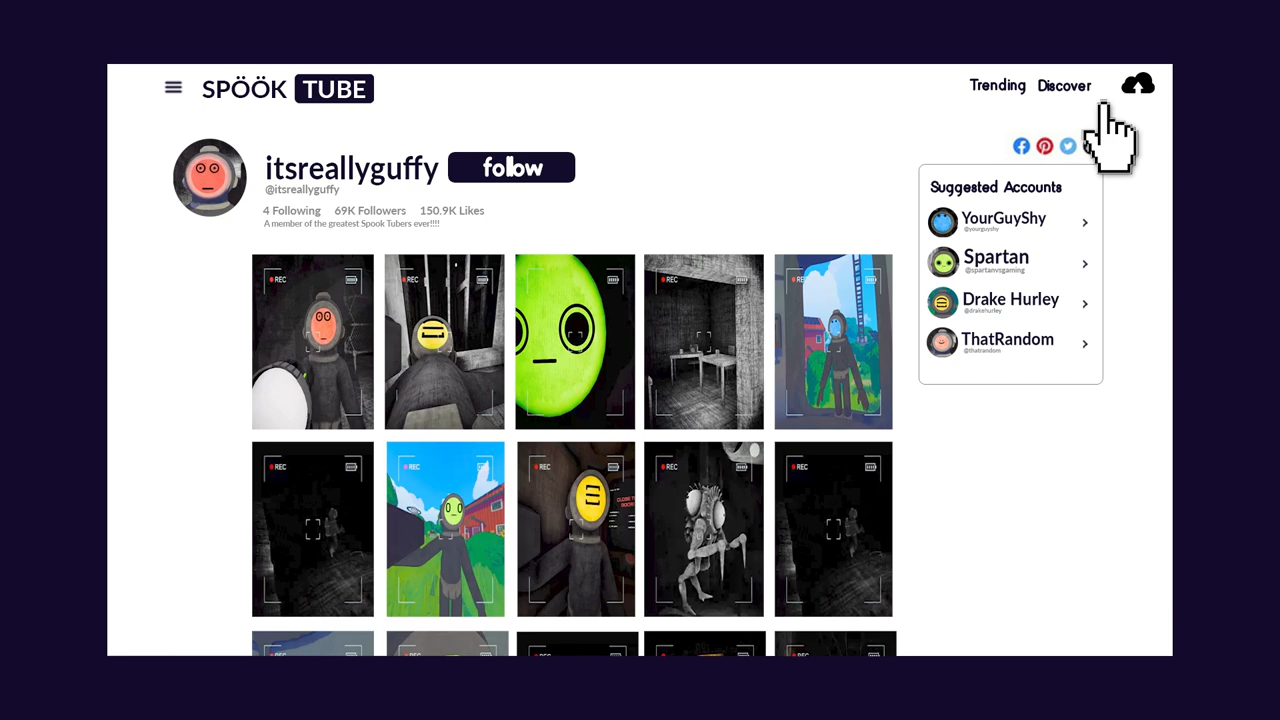 SPÖÖK TUBE
Trending Discover
itsreallyguffy follow
@itsreallyguffy
4 Following 69K Followers 150.9K Likes
A member of the greatest Spook Tubers ever!!!!
Suggested Accounts
YourGuyShy
@yourguyshy
Spartan
@spartanvsgaming
Drake Hurley
@drakehurley
ThatRandom
@thatrandom
REC
REC
REC
REC
REC
REC
REC
REC
REC
REC